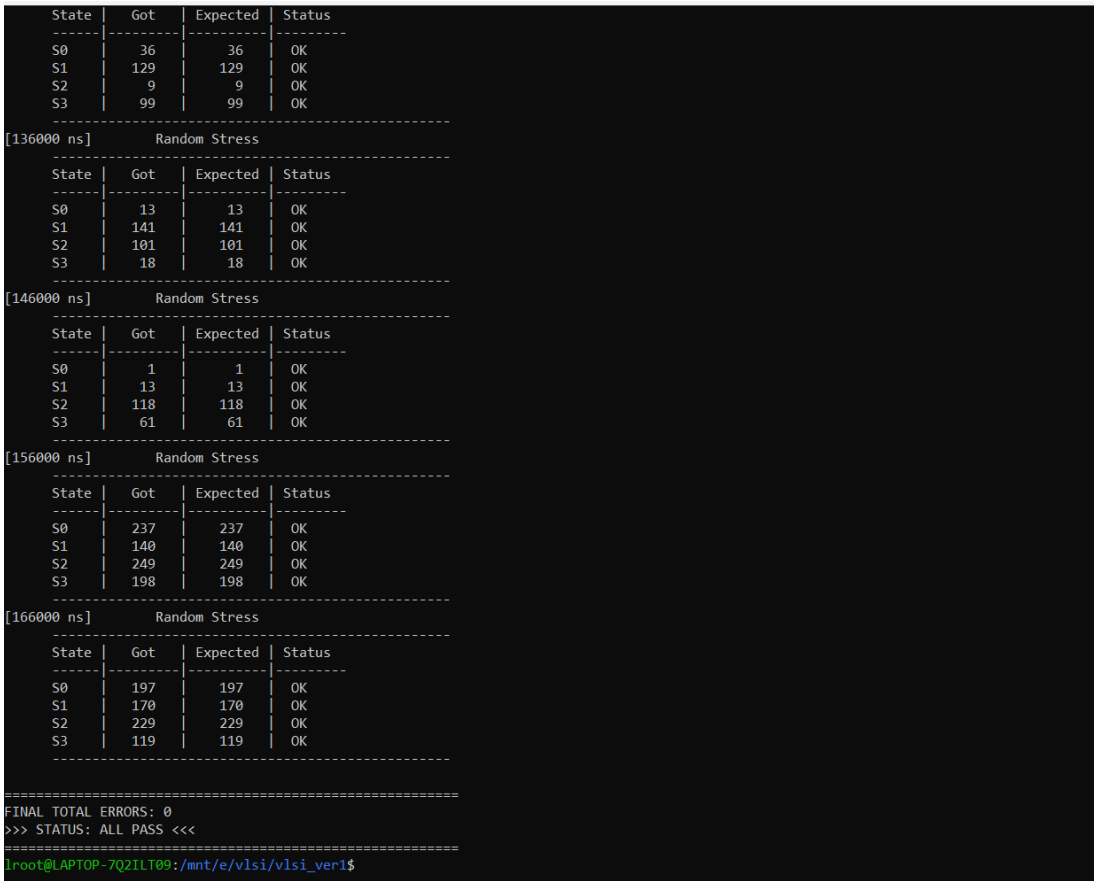 State |   Got   | Expected | Status
------|---------|----------|---------
S0    |    36   |     36   |  OK
S1    |   129   |    129   |  OK
S2    |     9   |      9   |  OK
S3    |    99   |     99   |  OK
--------------------------------------------------
[136000 ns]        Random Stress
--------------------------------------------------
State |   Got   | Expected | Status
------|---------|----------|---------
S0    |    13   |     13   |  OK
S1    |   141   |    141   |  OK
S2    |   101   |    101   |  OK
S3    |    18   |     18   |  OK
--------------------------------------------------
[146000 ns]        Random Stress
--------------------------------------------------
State |   Got   | Expected | Status
------|---------|----------|---------
S0    |     1   |      1   |  OK
S1    |    13   |     13   |  OK
S2    |   118   |    118   |  OK
S3    |    61   |     61   |  OK
--------------------------------------------------
[156000 ns]        Random Stress
--------------------------------------------------
State |   Got   | Expected | Status
------|---------|----------|---------
S0    |   237   |    237   |  OK
S1    |   140   |    140   |  OK
S2    |   249   |    249   |  OK
S3    |   198   |    198   |  OK
--------------------------------------------------
[166000 ns]        Random Stress
--------------------------------------------------
State |   Got   | Expected | Status
------|---------|----------|---------
S0    |   197   |    197   |  OK
S1    |   170   |    170   |  OK
S2    |   229   |    229   |  OK
S3    |   119   |    119   |  OK
--------------------------------------------------
=========================================================
FINAL TOTAL ERRORS: 0
>>> STATUS: ALL PASS <<<
=========================================================
lroot@LAPTOP-7Q2ILT09:/mnt/e/vlsi/vlsi_ver1$